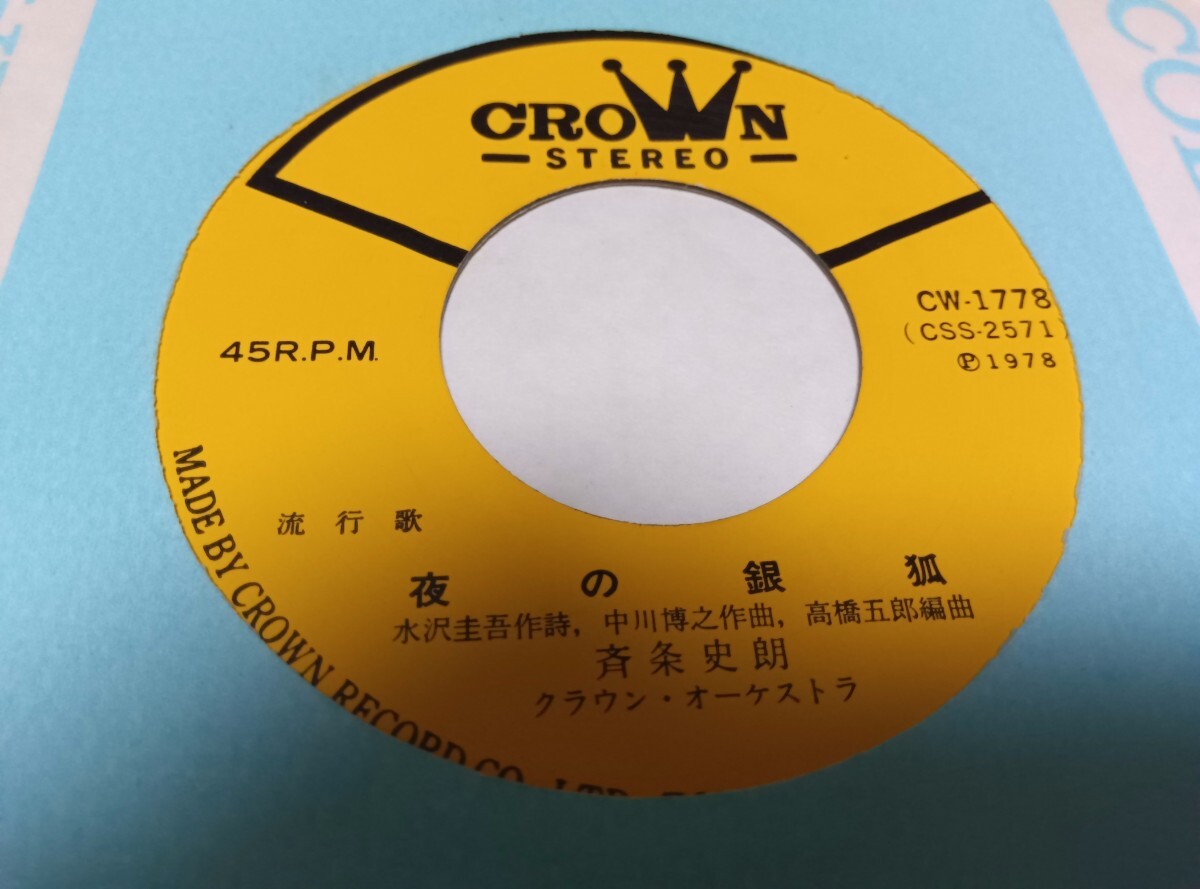 CROWN
STEREO
45R.P.M.
CW-1778
(CSS-2571)
Ⓟ1978
流行歌
夜の銀狐
水沢圭吾作詩, 中川博之作曲, 高橋五郎編曲
斉条史朗
クラウン・オーケストラ
MADE BY CROWN RECORD CO., LTD.